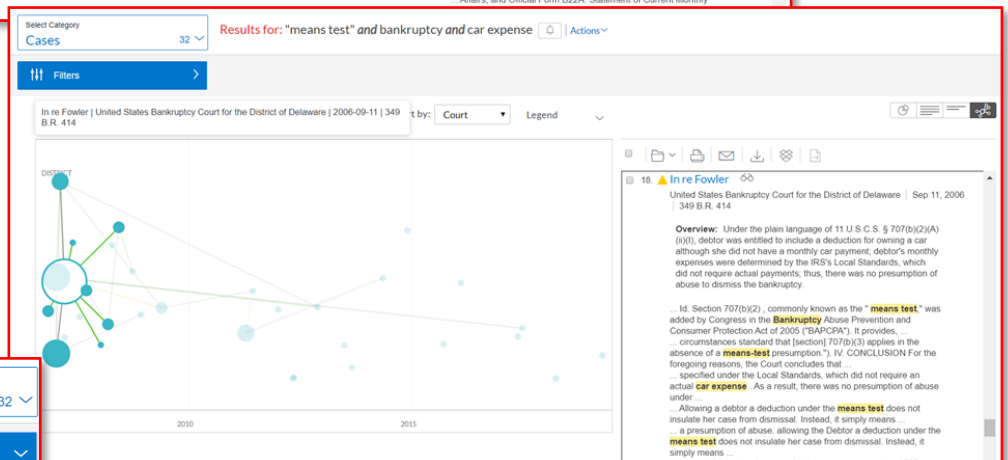 ... Affairs, and Official Form B22A: Statement of Current Monthly
Select Category
Cases 32
Results for: "means test" and bankruptcy and car expense | Actions
Filters
In re Fowler | United States Bankruptcy Court for the District of Delaware | 2006-09-11 | 349
B.R. 414
t by: Court Legend
DISTRICT
2010 2015
18. In re Fowler
United States Bankruptcy Court for the District of Delaware | Sep 11, 2006
| 349 B.R. 414
Overview: Under the plain language of 11 U.S.C.S. § 707(b)(2)(A)
(ii)(I), debtor was entitled to include a deduction for owning a car
although she did not have a monthly car payment; debtor's monthly
expenses were determined by the IRS's Local Standards, which
did not require actual payments; thus, there was no presumption of
abuse to dismiss the bankruptcy.
... Id. Section 707(b)(2) , commonly known as the " means test," was
added by Congress in the Bankruptcy Abuse Prevention and
Consumer Protection Act of 2005 ("BAPCPA"). It provides, ...
... circumstances standard that [section] 707(b)(3) applies in the
absence of a means-test presumption."). IV. CONCLUSION For the
foregoing reasons, the Court concludes that ...
... specified under the Local Standards, which did not require an
actual car expense . As a result, there was no presumption of abuse
under ...
... Allowing a debtor a deduction under the means test does not
insulate her case from dismissal. Instead, it simply means ...
... a presumption of abuse. allowing the Debtor a deduction under the
means test does not insulate her case from dismissal. Instead, it
simply means ...
32